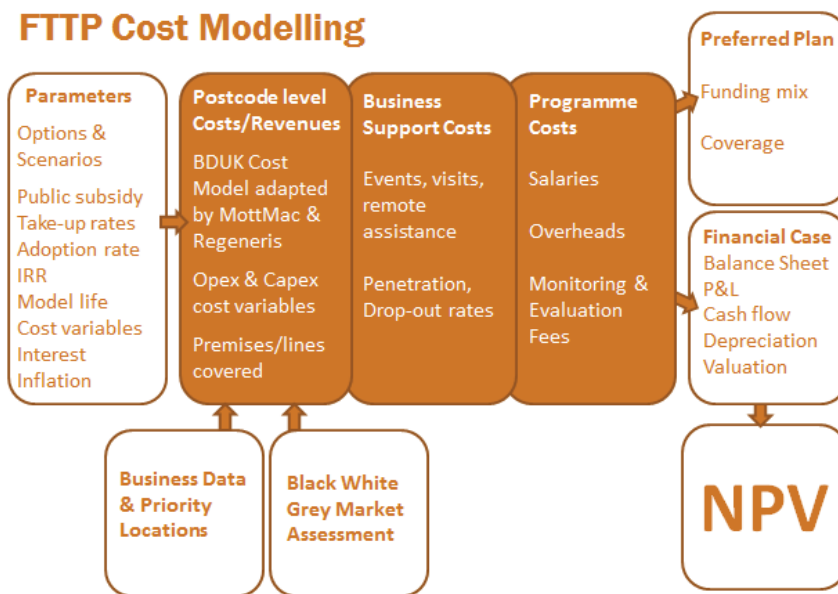 FTTP Cost Modelling
Parameters
Options &
Scenarios
Public subsidy
Take-up rates
Adoption rate
IRR
Model life
Cost variables
Interest
Inflation
Postcode level
Costs/Revenues
BDUK Cost
Model adapted
by MottMac &
Regeneris
Opex & Capex
cost variables
Premises/lines
covered
Business
Support Costs
Events, visits,
remote
assistance
Penetration,
Drop-out rates
Programme
Costs
Salaries
Overheads
Monitoring &
Evaluation
Fees
Preferred Plan
Funding mix
Coverage
Financial Case
Balance Sheet
P&L
Cash flow
Depreciation
Valuation
Business Data
& Priority
Locations
Black White
Grey Market
Assessment
NPV